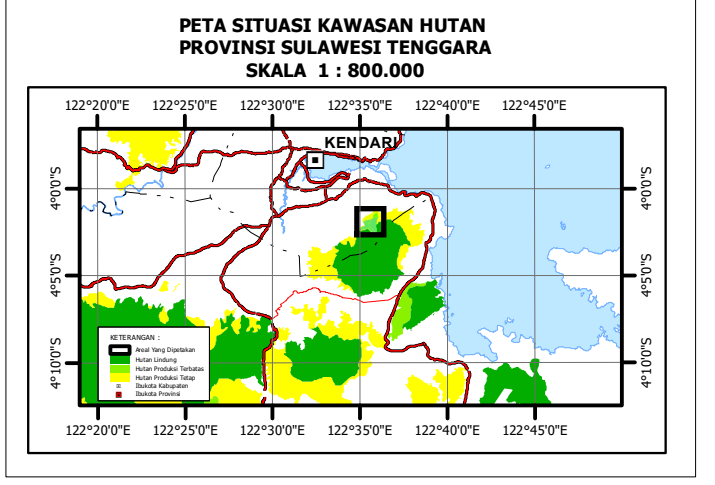 PETA SITUASI KAWASAN HUTAN
PROVINSI SULAWESI TENGGARA
SKALA 1 : 800.000
122°20'0"E 122°25'0"E 122°30'0"E 122°35'0"E 122°40'0"E 122°45'0"E
KENDARI
4°0'0"S 4°0'0"S
4°5'0"S 4°5'0"S
4°10'0"S 4°10'0"S
KETERANGAN :
Areal Yang Dipetakan
Hutan Lindung
Hutan Produksi Terbatas
Hutan Produksi Tetap
Ibukota Kabupaten
Ibukota Provinsi
122°20'0"E 122°25'0"E 122°30'0"E 122°35'0"E 122°40'0"E 122°45'0"E